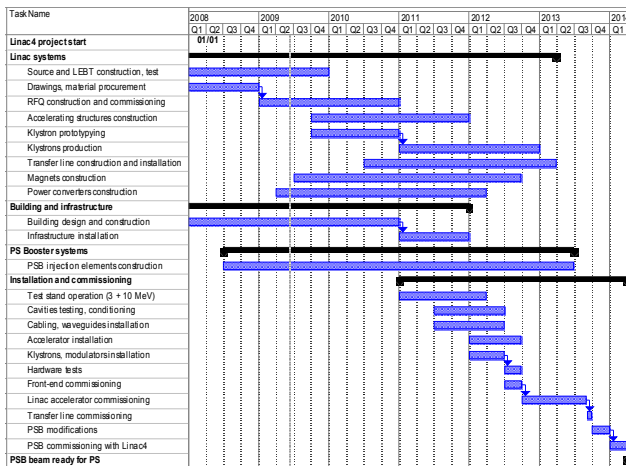 TaskName
2008 2009 2010 2011 2012 2013 201
Q1 Q2 Q3 Q4 Q1 Q2 Q3 Q4 Q1 Q2 Q3 Q4 Q1 Q2 Q3 Q4 Q1 Q2 Q3 Q4 Q1 Q2 Q3 Q4 Q1
Linac4 project start 01/01
Linac systems
Source and LEBT construction, test
Drawings, material procurement
RFQ construction and commissioning
Accelerating structures construction
Klystron prototypying
Klystrons production
Transfer line construction and installation
Magnets construction
Power converters construction
Building and infrastructure
Building design and construction
Infrastructure installation
PS Booster systems
PSB injection elements construction
Installation and commissioning
Test stand operation (3 + 10 MeV)
Cavities testing, conditioning
Cabling, waveguides installation
Accelerator installation
Klystrons, modulators installation
Hardware tests
Front-end commissioning
Linac accelerator commissioning
Transfer line commissioning
PSB modifications
PSB commissioning with Linac4
PSB beam ready for PS